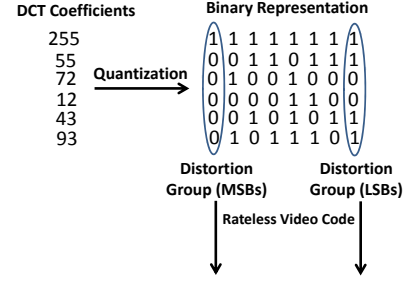 DCT Coefficients
Binary Representation
255
1 1 1 1 1 1 1 1
55
0 0 1 1 0 1 1 1
72
0 1 0 0 1 0 0 0
12
0 0 0 0 1 1 0 0
43
0 0 1 0 1 0 1 1
93
0 1 0 1 1 1 0 1
Quantization
Distortion
Group (MSBs)
Distortion
Group (LSBs)
Rateless Video Code